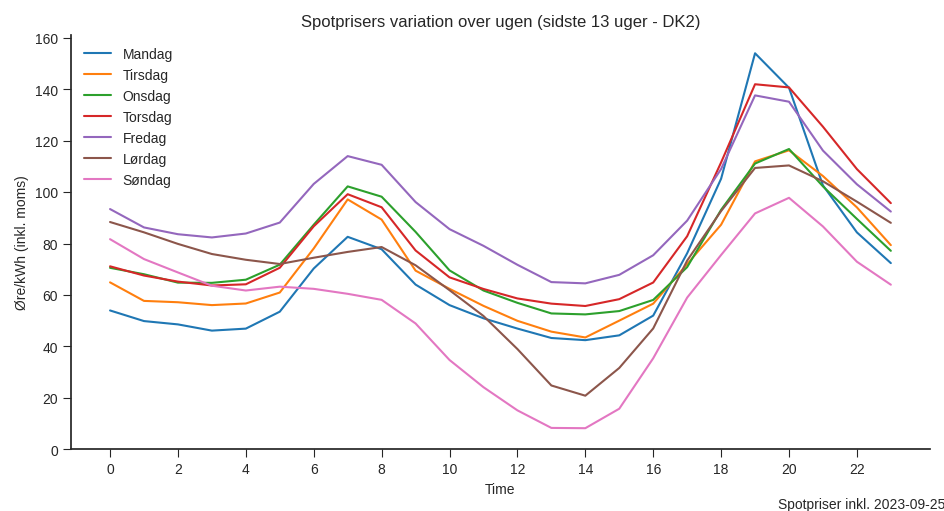 Spotprisers variation over ugen (sidste 13 uger - DK2)
160
140
120
100
80
60
40
20
0
Øre/kWh (inkl. moms)
Mandag
Tirsdag
Onsdag
Torsdag
Fredag
Lørdag
Søndag
0 2 4 6 8 10 12 14 16 18 20 22
Time
Spotpriser inkl. 2023-09-25